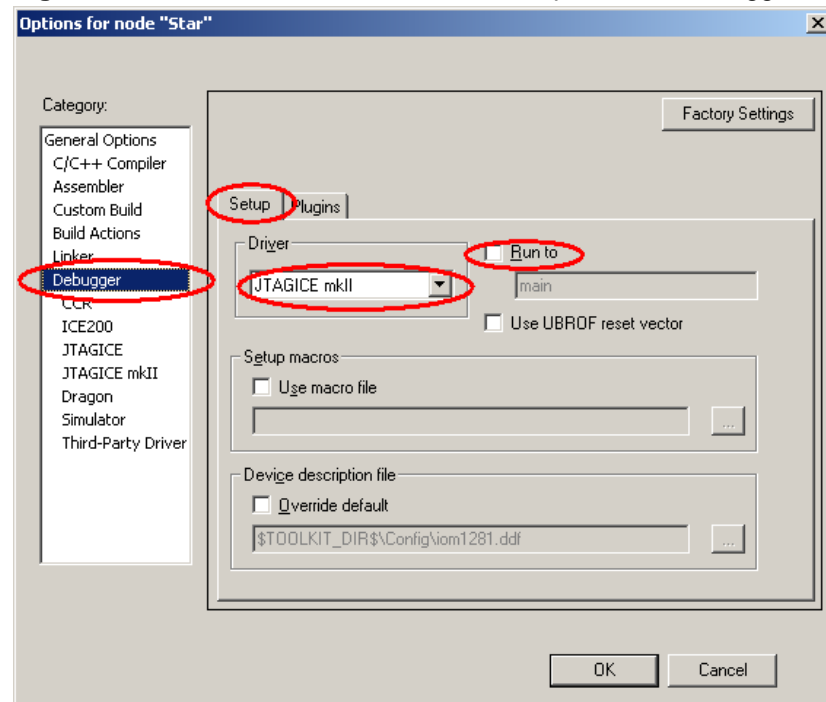 Options for node "Star"
Category:
Factory Settings
General Options
C/C++ Compiler
Assembler
Custom Build
Build Actions
Linker
Debugger
CCR
ICE200
JTAGICE
JTAGICE mkII
Dragon
Simulator
Third-Party Driver
Setup
Plugins
Driver
JTAGICE mkII
Run to
main
Use UBROF reset vector
Setup macros
Use macro file
...
Device description file
Override default
$TOOLKIT_DIR$\Config\iom1281.ddf
...
OK
Cancel